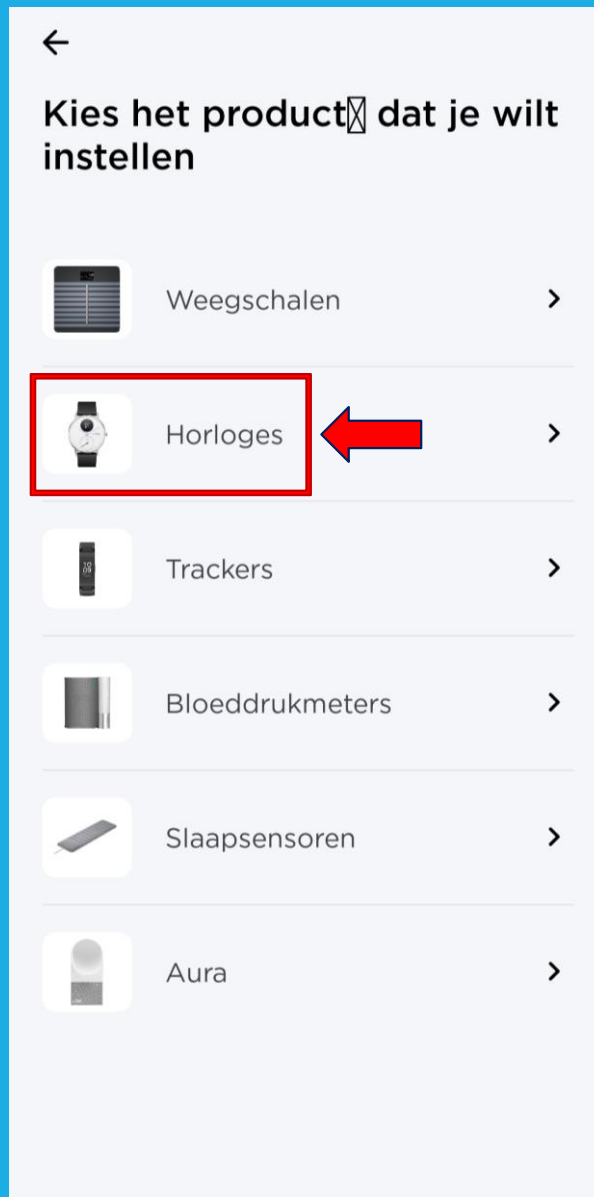 Kies het product dat je wilt
instellen
Weegschalen
Horloges
Trackers
Bloeddrukmeters
Slaapsensoren
Aura